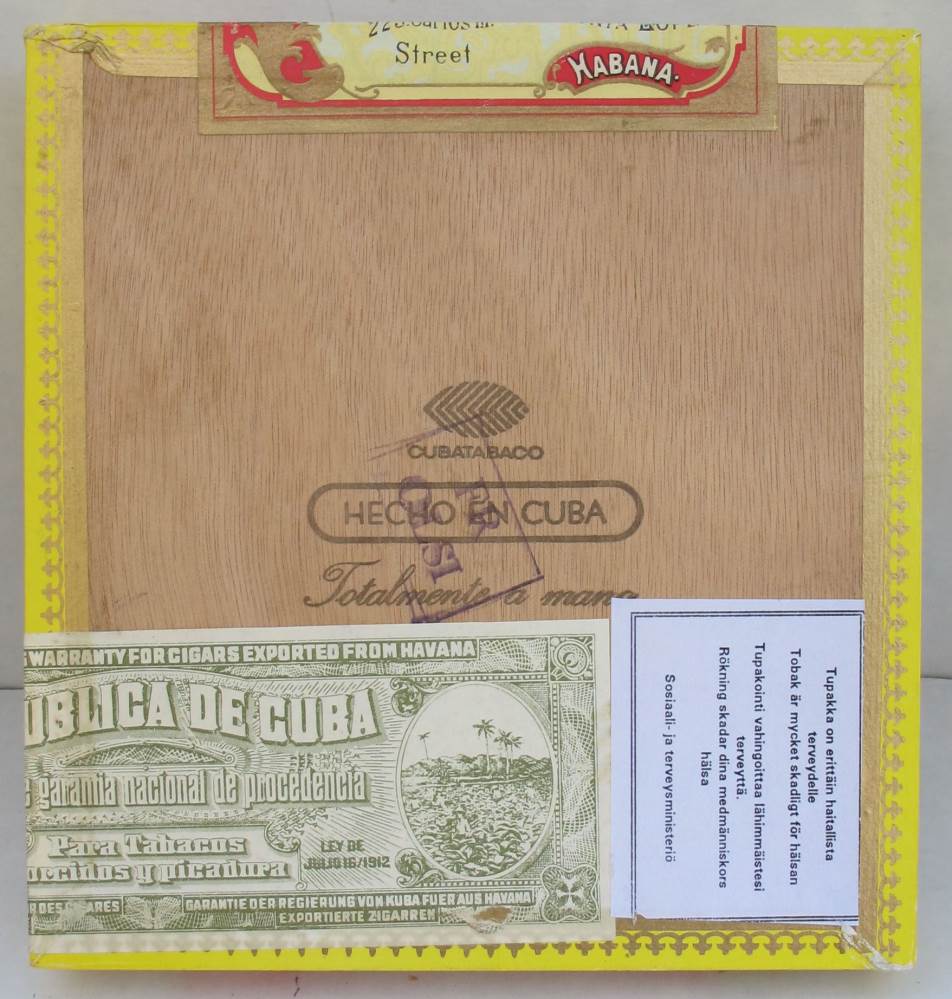 Street
HABANA.
CUBATABACO
HECHO EN CUBA
Totalmente a mano
WARRANTY FOR CIGARS EXPORTED FROM HAVANA
UBLICA DE CUBA
garantia nacional de procedencia
Para Tabacos
orcidos y picadura
LEY DE
JULIO 16/1912
GARANTIE DER REGIERUNG VON KUBA FUER AUS HAVANA
EXPORTIERTE ZIGARREN
Tupakka on erittäin haitallista
terveydelle
Tobak är mycket skadligt för hälsan
Tupakointi vahingoittaa lähimmäistesi
terveyttä.
Rökning skadar dina medmänniskors
hälsa
Sosiaali- ja terveysministeriö